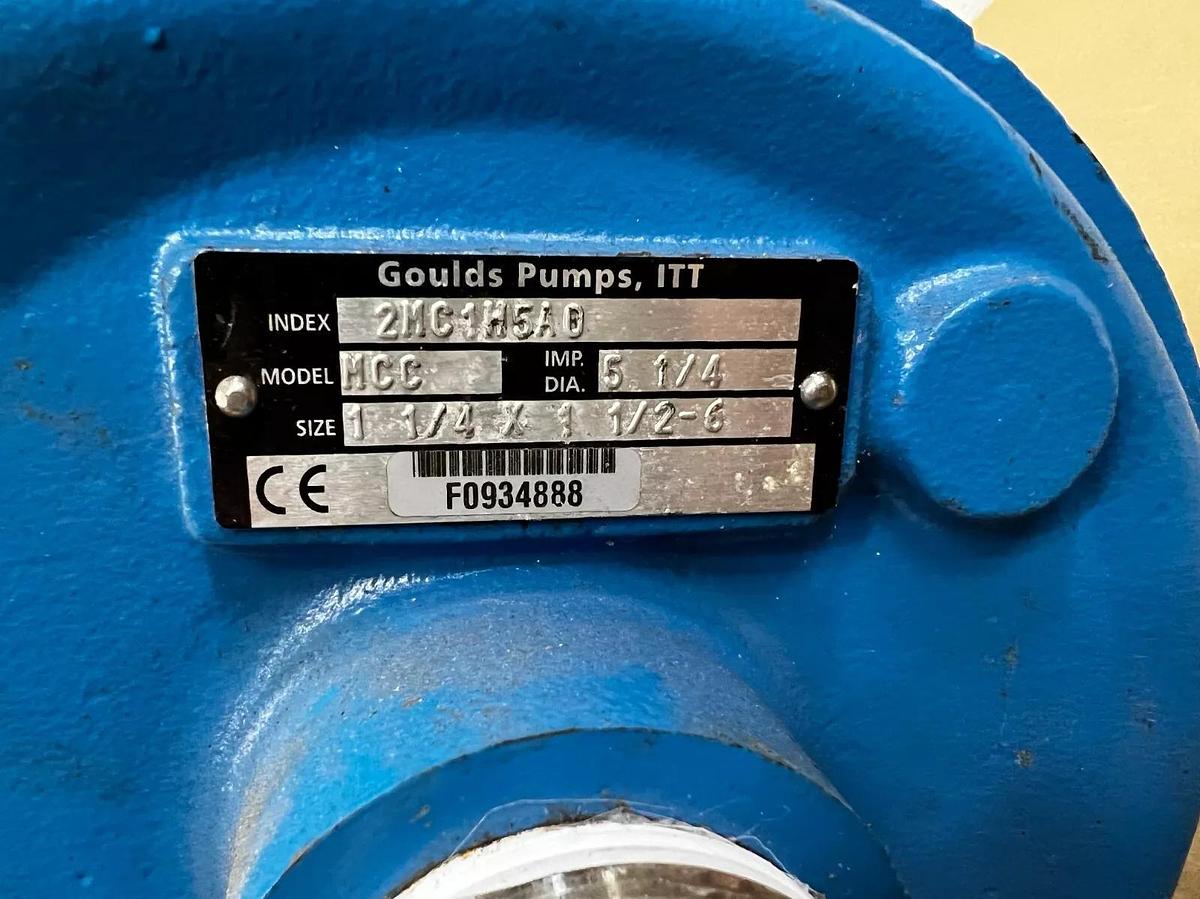 Goulds Pumps, ITT
INDEX 2MC1H5A0
MODEL MCC IMP. DIA. 5 1/4
SIZE 1 1/4 X 1 1/2-6
CE
F0934888